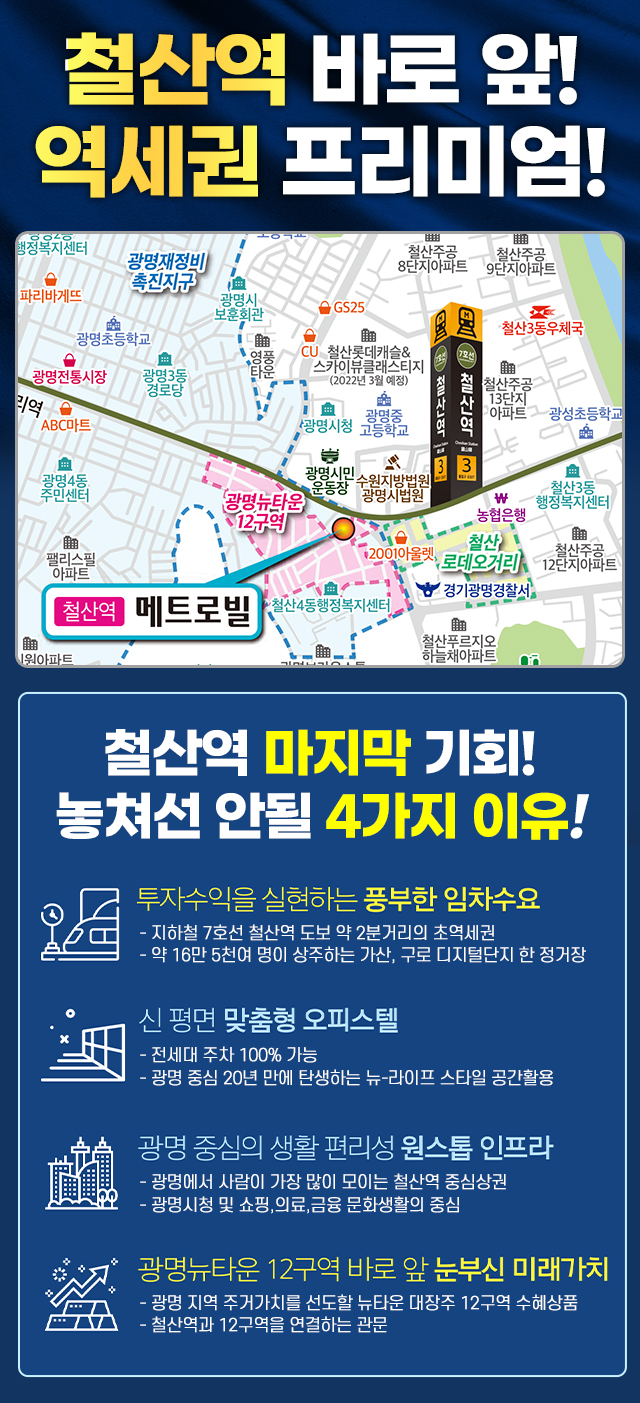 철산역 바로 앞!
역세권 프리미엄!
행정복지센터
광명재정비
촉진지구
철산주공
8단지아파트
철산주공
9단지아파트
파리바게뜨
광명시
보훈회관
GS25
철산3동우체국
광명초등학교
영풍
타운
CU
철산롯데캐슬&
스카이뷰클래스티지
(2022년 3월 예정)
7호선
철산역
Cheolsan Station
3
7호선
철산역
Cheolsan Station
3
광명전통시장
광명3동
경로당
철산주공
13단지
아파트
ABC마트
광명시청
광명중
고등학교
광성초등학교
광명4동
주민센터
광명시민
운동장
수원지방법원
광명시법원
철산3동
행정복지센터
광명뉴타운
12구역
농협은행
팰리스필
아파트
2001아울렛
철산
로데오거리
철산주공
12단지아파트
경기광명경찰서
철산역 메트로빌
철산4동행정복지센터
철산푸르지오
하늘채아파트
철산역 마지막 기회!
놓쳐선 안될 4가지 이유!
투자수익을 실현하는 풍부한 임차수요
- 지하철 7호선 철산역 도보 약 2분거리의 초역세권
- 약 16만 5천여 명이 상주하는 가산, 구로 디지털단지 한 정거장
신 평면 맞춤형 오피스텔
- 전세대 주차 100% 가능
- 광명 중심 20년 만에 탄생하는 뉴-라이프 스타일 공간활용
광명 중심의 생활 편리성 원스톱 인프라
- 광명에서 사람이 가장 많이 모이는 철산역 중심상권
- 광명시청 및 쇼핑,의료,금융 문화생활의 중심
광명뉴타운 12구역 바로 앞 눈부신 미래가치
- 광명 지역 주거가치를 선도할 뉴타운 대장주 12구역 수혜상품
- 철산역과 12구역을 연결하는 관문